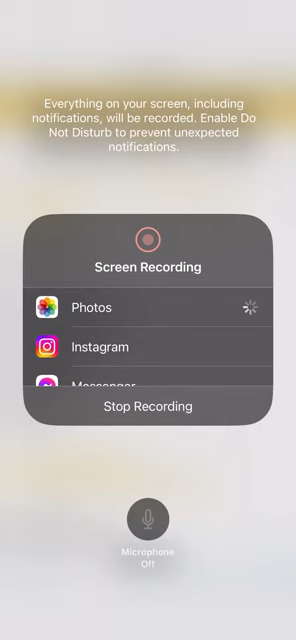 Everything on your screen, including
notifications, will be recorded. Enable Do
Not Disturb to prevent unexpected
notifications.
Screen Recording
Photos
Instagram
Messenger
Stop Recording
Microphone
Off